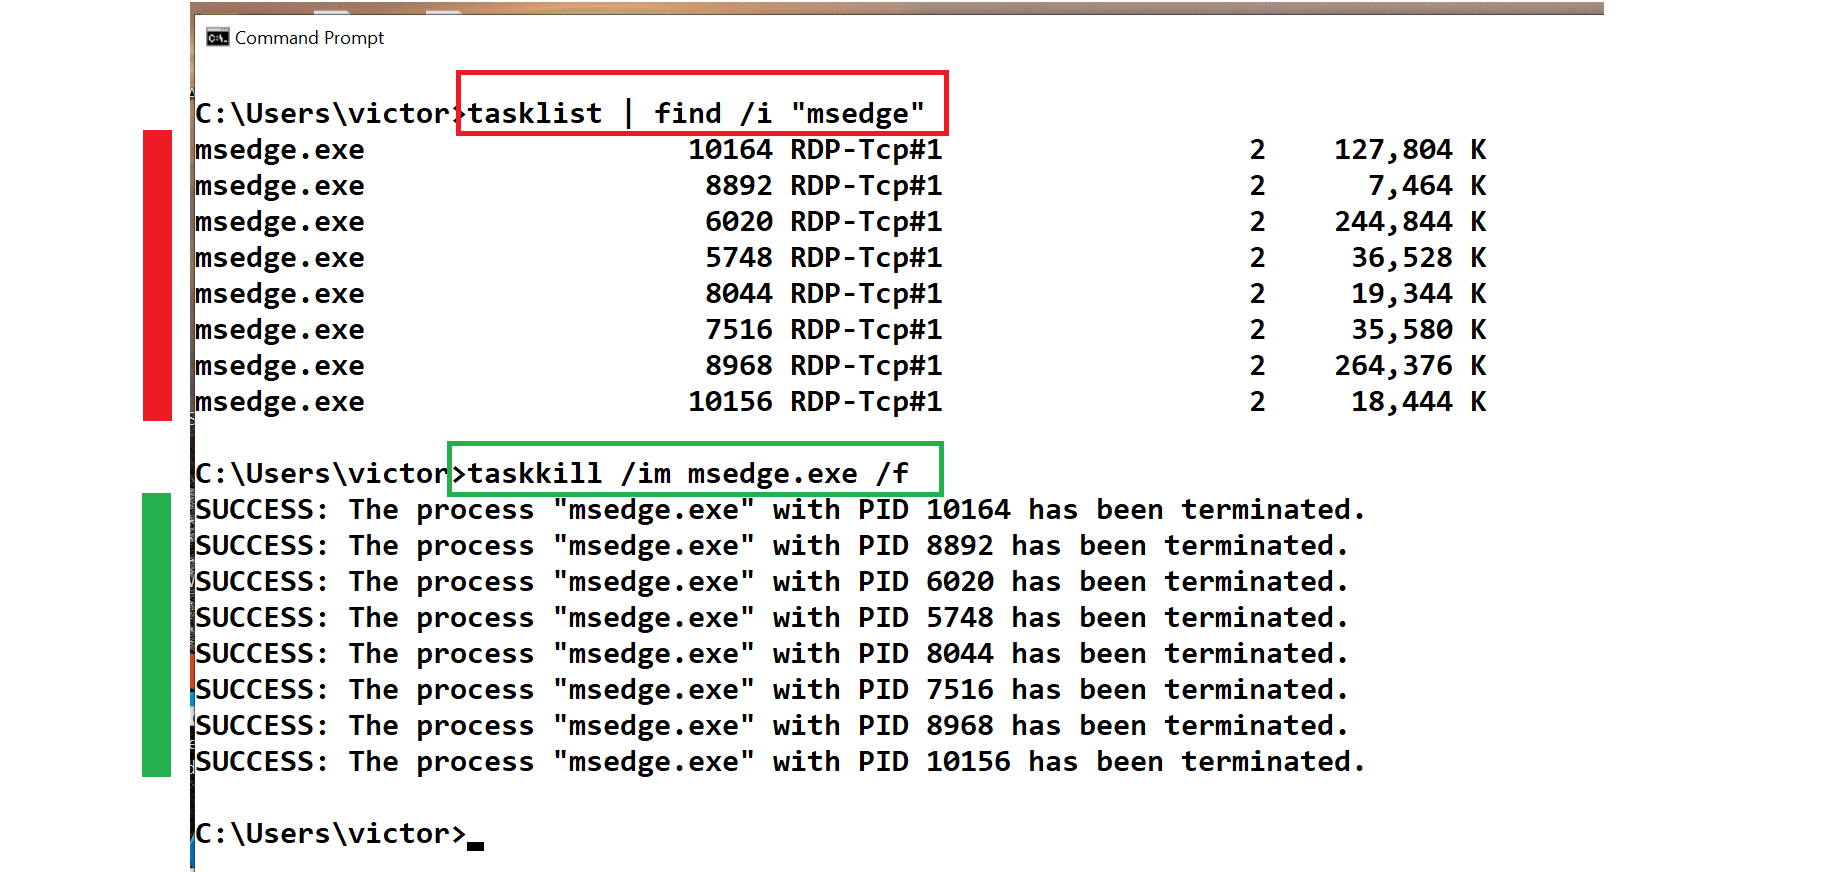 Command Prompt
C:\Users\victor>tasklist | find /i "msedge"
msedge.exe                   10164 RDP-Tcp#1                  2    127,804 K
msedge.exe                    8892 RDP-Tcp#1                  2      7,464 K
msedge.exe                    6020 RDP-Tcp#1                  2    244,844 K
msedge.exe                    5748 RDP-Tcp#1                  2     36,528 K
msedge.exe                    8044 RDP-Tcp#1                  2     19,344 K
msedge.exe                    7516 RDP-Tcp#1                  2     35,580 K
msedge.exe                    8968 RDP-Tcp#1                  2    264,376 K
msedge.exe                   10156 RDP-Tcp#1                  2     18,444 K
C:\Users\victor>taskkill /im msedge.exe /f
SUCCESS: The process "msedge.exe" with PID 10164 has been terminated.
SUCCESS: The process "msedge.exe" with PID 8892 has been terminated.
SUCCESS: The process "msedge.exe" with PID 6020 has been terminated.
SUCCESS: The process "msedge.exe" with PID 5748 has been terminated.
SUCCESS: The process "msedge.exe" with PID 8044 has been terminated.
SUCCESS: The process "msedge.exe" with PID 7516 has been terminated.
SUCCESS: The process "msedge.exe" with PID 8968 has been terminated.
SUCCESS: The process "msedge.exe" with PID 10156 has been terminated.
C:\Users\victor>